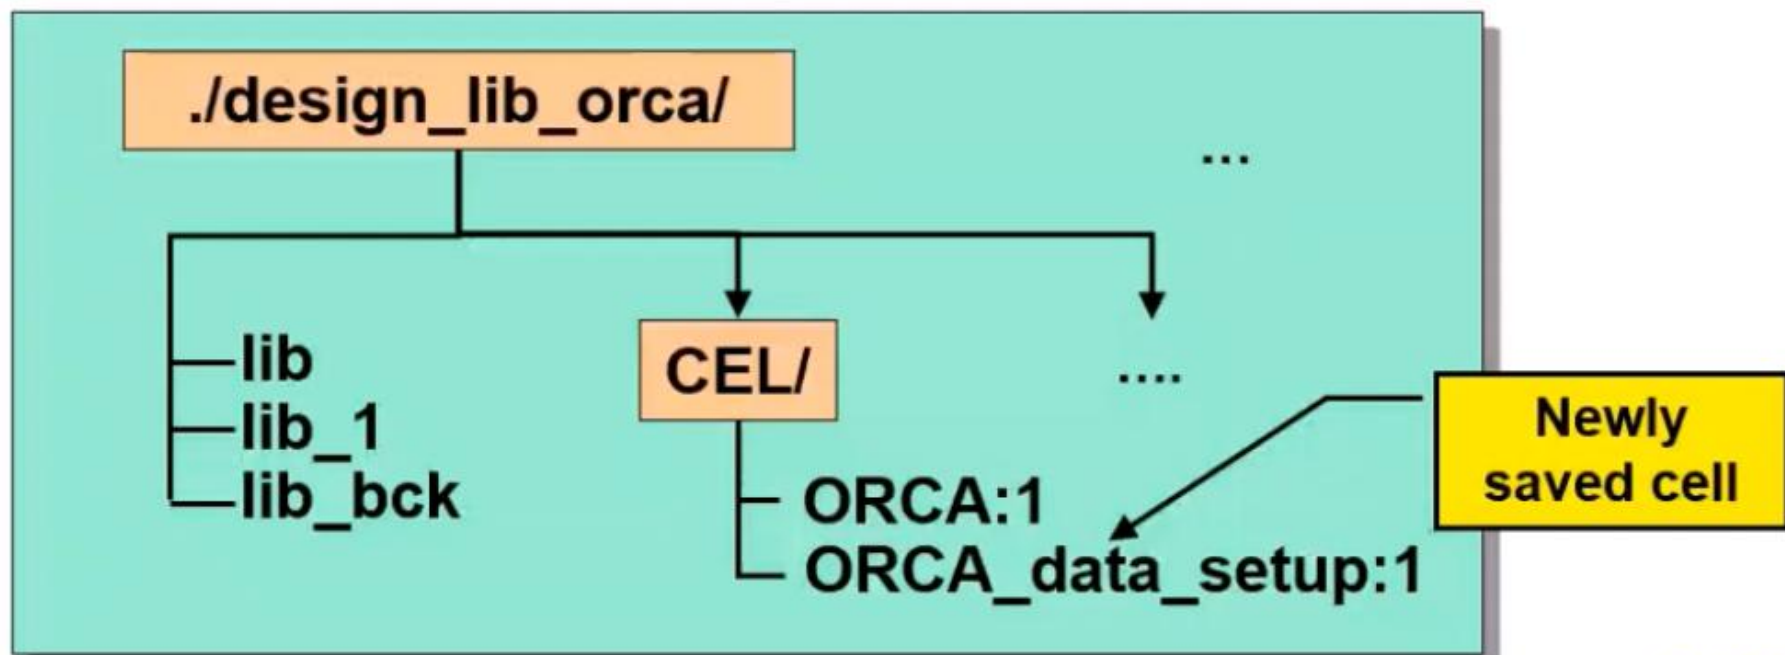 ./design_lib_orca/
...
lib
lib_1
lib_bck
CEL/
....
ORCA:1
ORCA_data_setup:1
Newly
saved cell